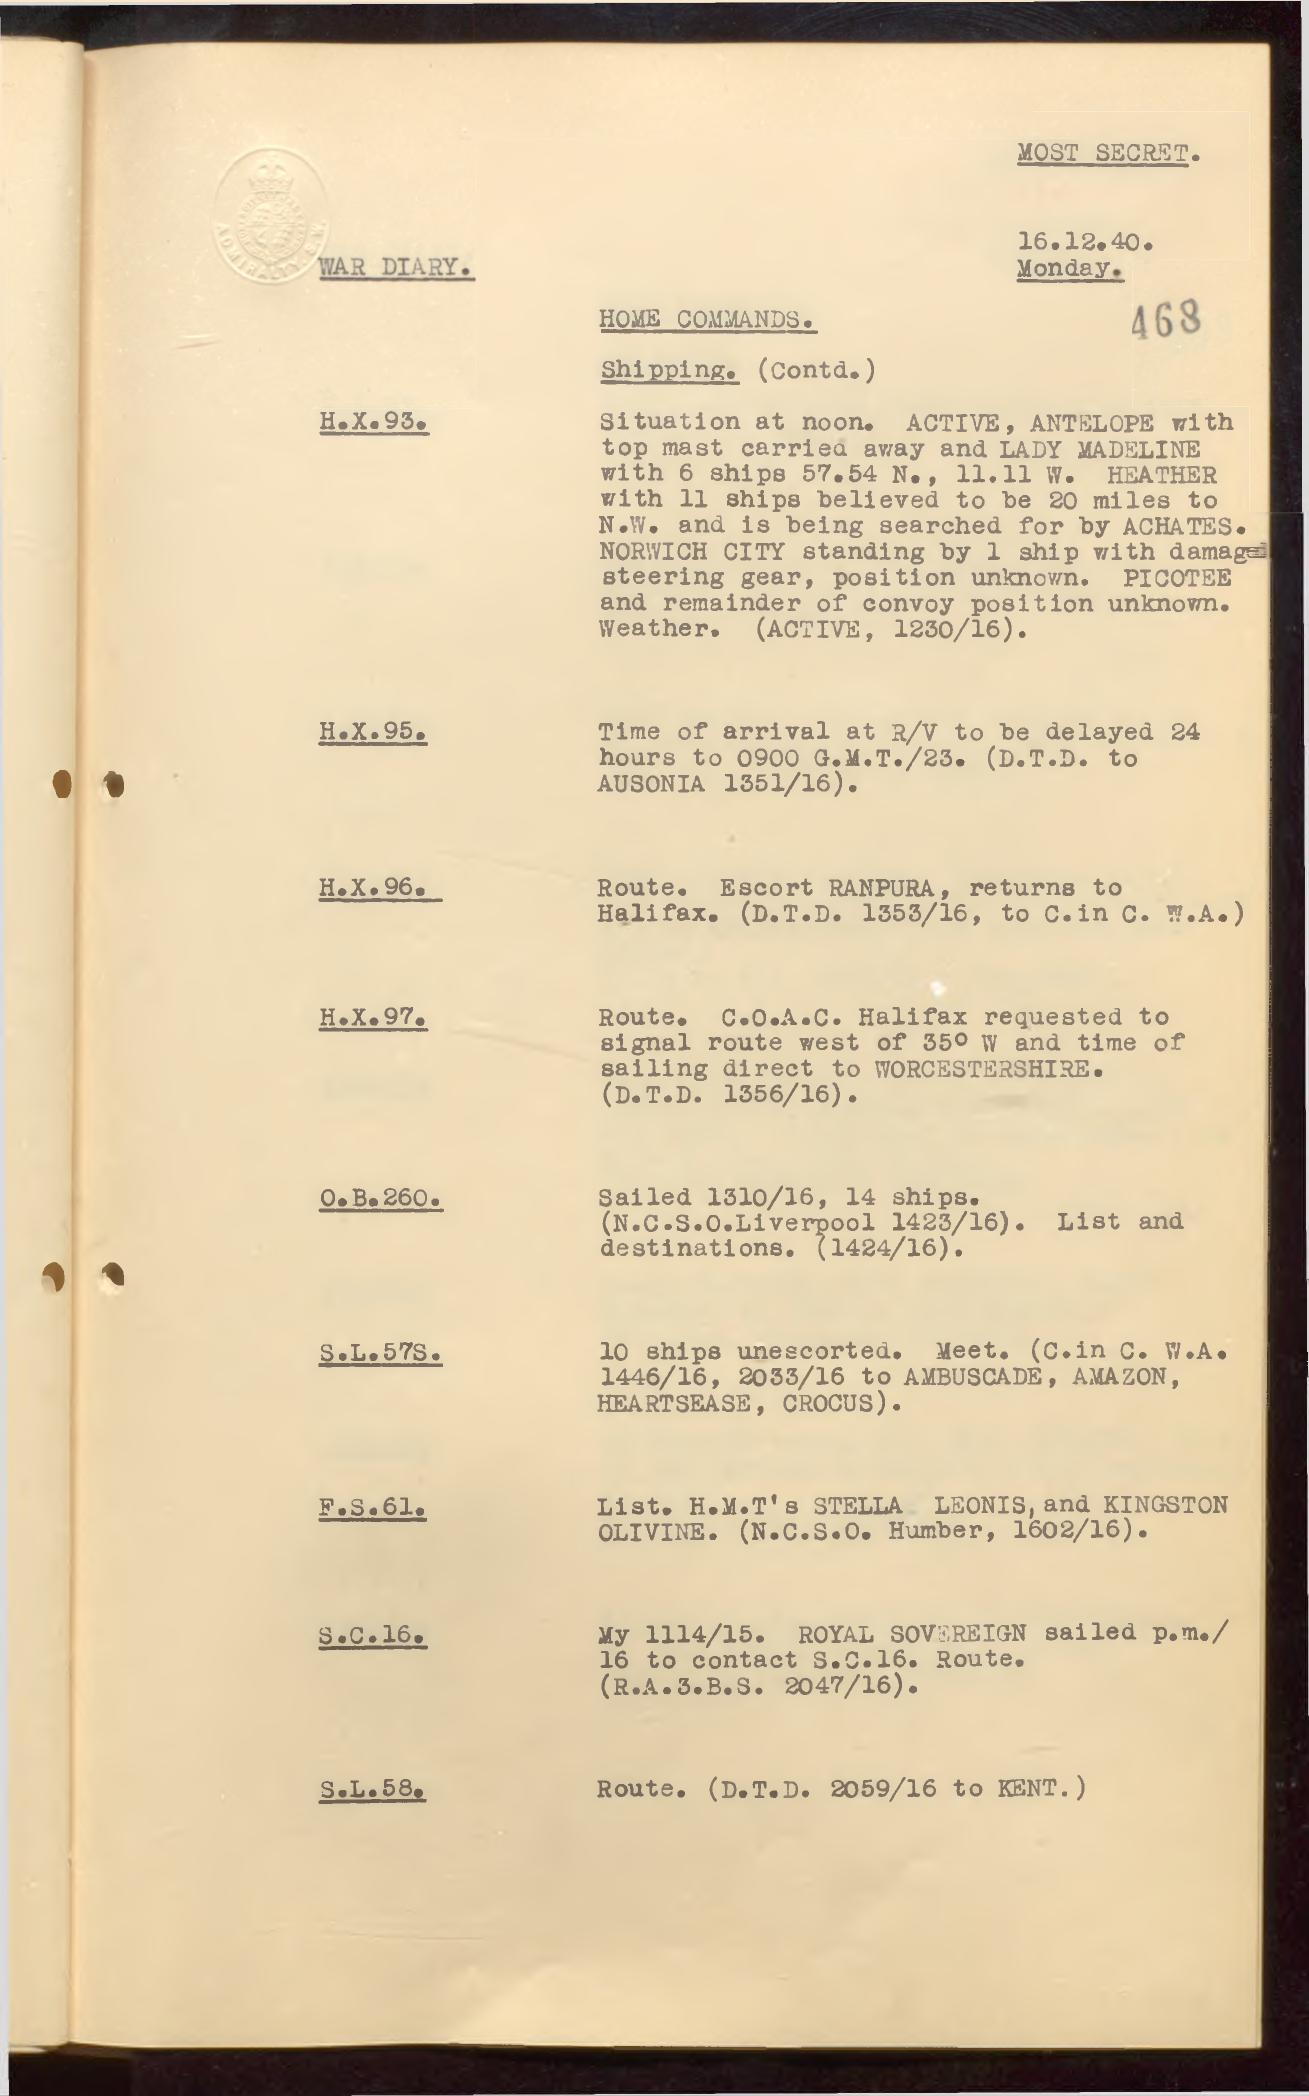 MOST SECRET.
16.12.40.
WAR DIARY.
Monday.
HOME COMMANDS.
468
Shipping. (Contd.)
H.X.93.
Situation at noon. ACTIVE, ANTELOPE with
top mast carried away and LADY MADELINE
with 6 ships 57.54 N., 11.11 W. HEATHER
with 11 ships believed to be 20 miles to
N.W. and is being searched for by ACHATES.
NORWICH CITY standing by 1 ship with damaged
steering gear, position unknown. PICOTEE
and remainder of convoy position unknown.
Weather. (ACTIVE, 1230/16).
H.X.95.
Time of arrival at R/V to be delayed 24
hours to 0900 G.M.T./23. (D.T.D. to
AUSONIA 1351/16).
H.X.96.
Route. Escort RANPURA, returns to
Halifax. (D.T.D. 1353/16, to C.in C. W.A.)
H.X.97.
Route. C.O.A.C. Halifax requested to
signal route west of 35° W and time of
sailing direct to WORCESTERSHIRE.
(D.T.D. 1356/16).
O.B.260.
Sailed 1310/16, 14 ships.
(N.C.S.O.Liverpool 1423/16). List and
destinations. (1424/16).
S.L.57S.
10 ships unescorted. Meet. (C.in C. W.A.
1446/16, 2033/16 to AMBUSCADE, AMAZON,
HEARTSEASE, CROCUS).
F.S.61.
List. H.M.T's STELLA LEONIS, and KINGSTON
OLIVINE. (N.C.S.O. Humber, 1602/16).
S.C.16.
My 1114/15. ROYAL SOVEREIGN sailed p.m./
16 to contact S.C.16. Route.
(R.A.3.B.S. 2047/16).
S.L.58.
Route. (D.T.D. 2059/16 to KENT.)